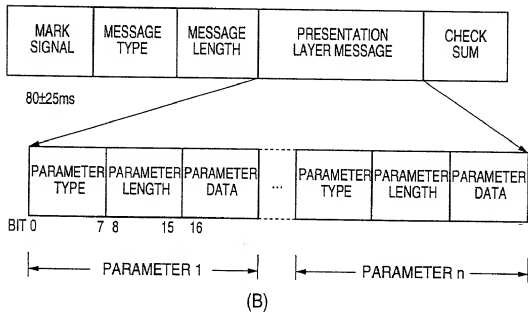 MARK SIGNAL
MESSAGE TYPE
MESSAGE LENGTH
PRESENTATION LAYER MESSAGE
CHECK SUM
80±25ms
PARAMETER TYPE
PARAMETER LENGTH
PARAMETER DATA
...
PARAMETER TYPE
PARAMETER LENGTH
PARAMETER DATA
BIT 0 7 8 15 16
PARAMETER 1
PARAMETER n
(B)